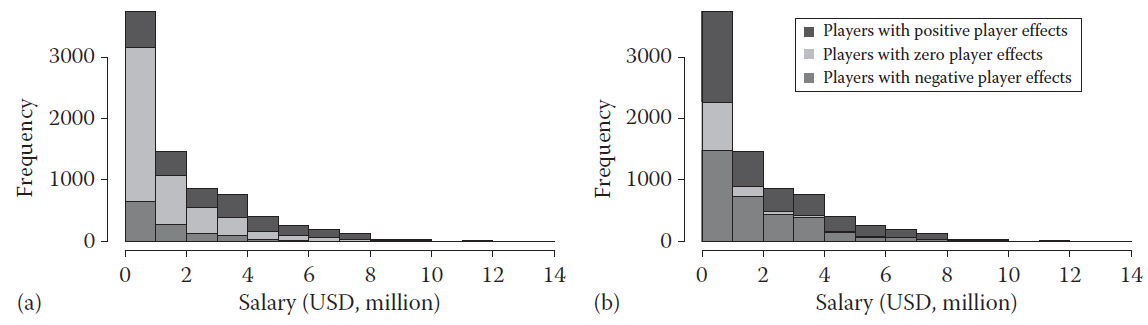 3000
2000
1000
0
Frequency
0 2 4 6 8 10 12 14
Salary (USD, million)
(a)
3000
2000
1000
0
Frequency
Players with positive player effects
Players with zero player effects
Players with negative player effects
0 2 4 6 8 10 12 14
Salary (USD, million)
(b)